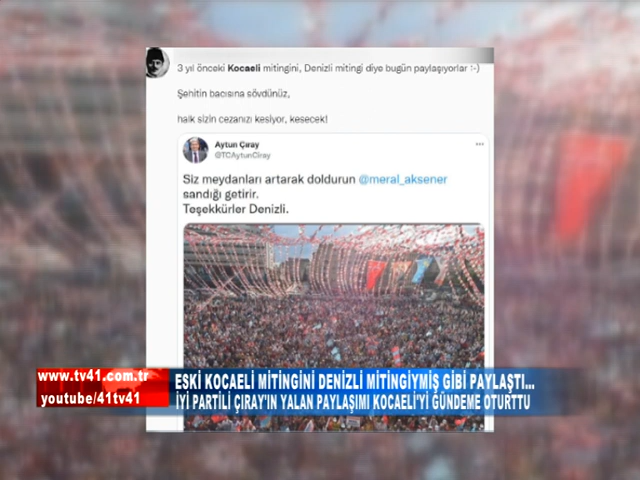 3 yıl önceki Kocaeli mitingini, Denizli mitingi diye bugün paylaşıyorlar :-)
Şehitin bacısına sövdünüz,
halk sizin cezanızı kesiyor, kesecek!
Aytun Çıray
@TCAytunCiray
Siz meydanları artarak doldurun @meral_aksener
sandığı getirir.
Teşekkürler Denizli.
www.tv41.com.tr
youtube/41tv41
ESKİ KOCAELİ MİTİNGİNİ DENİZLİ MİTİNGİYMİŞ GİBİ PAYLAŞTI...
İYİ PARTİLİ ÇIRAY'IN YALAN PAYLAŞIMI KOCAELİ'Yİ GÜNDEME OTURTTU